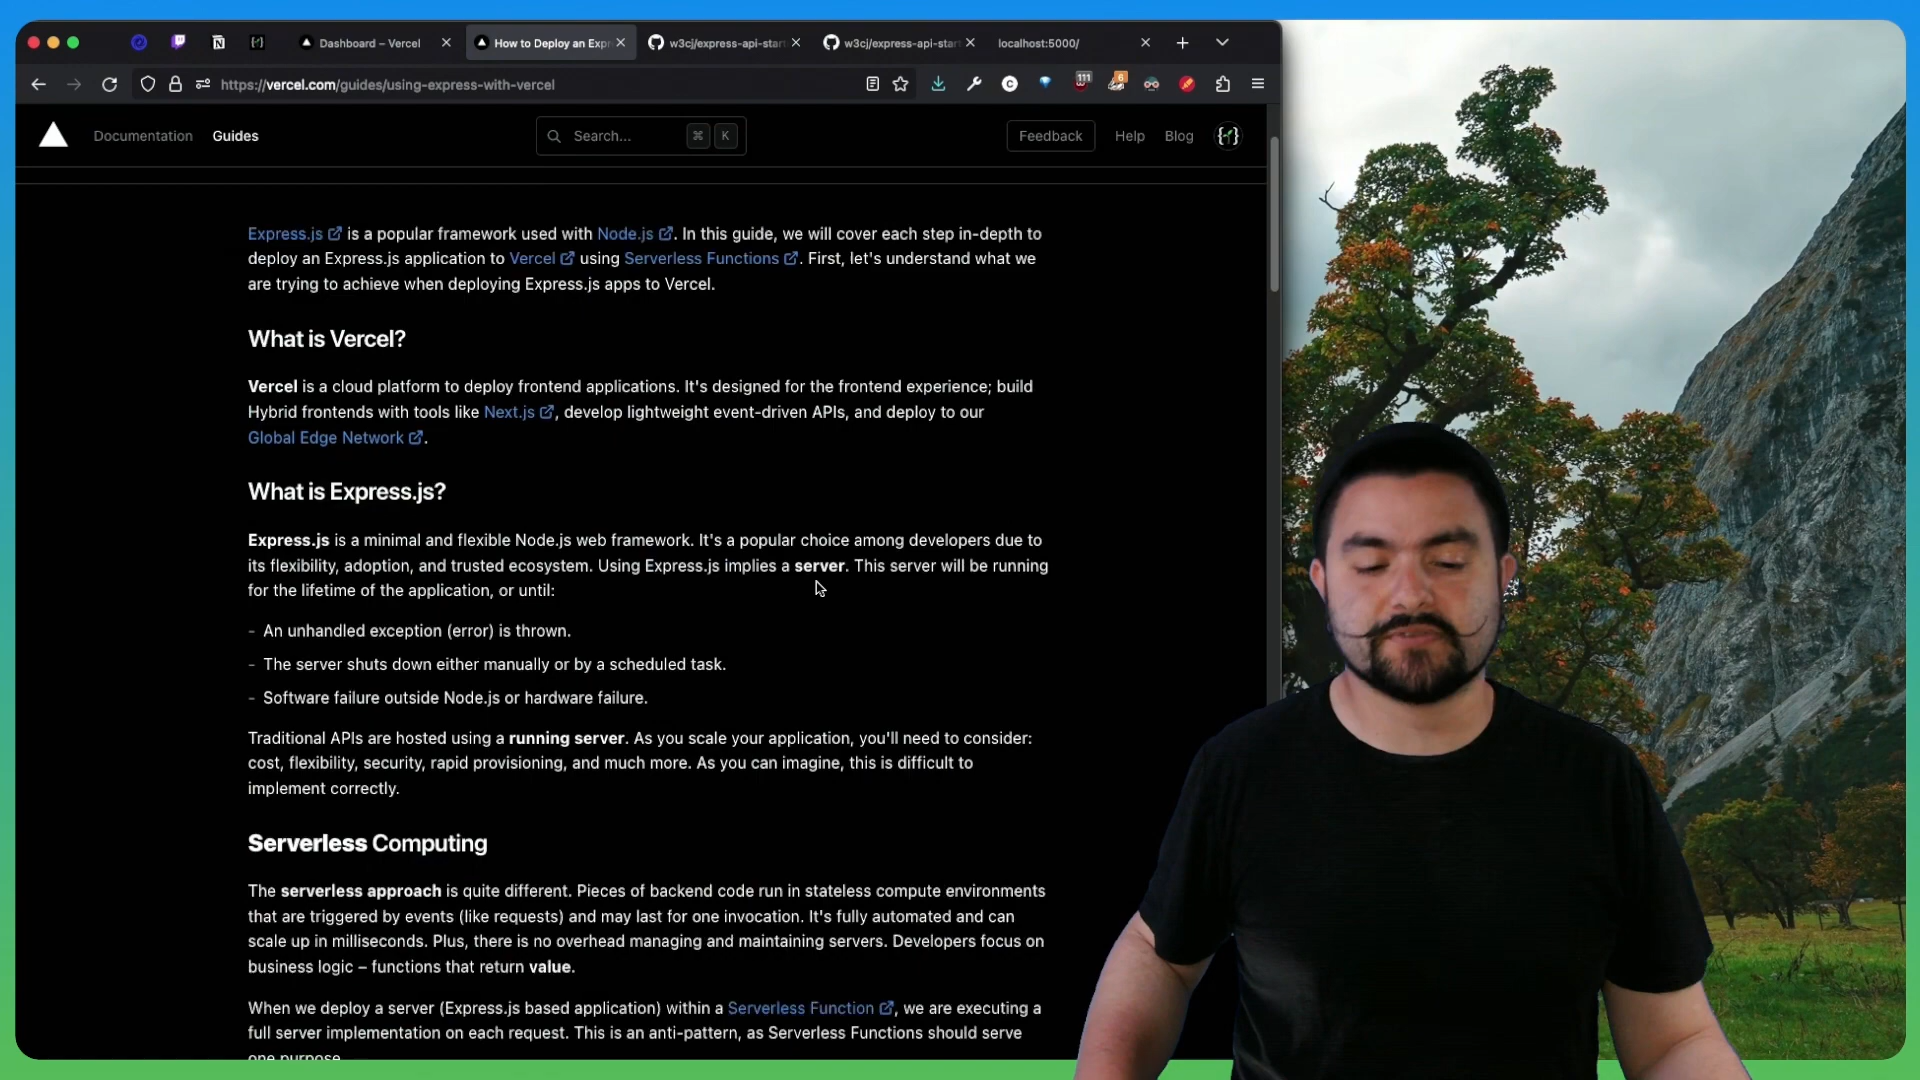 Dashboard – Vercel
How to Deploy an Expr
w3cj/express-api-star
w3cj/express-api-star
localhost:5000/
https://vercel.com/guides/using-express-with-vercel
111
6
Documentation
Guides
Search...
⌘
K
Feedback
Help
Blog
Express.js is a popular framework used with Node.js. In this guide, we will cover each step in-depth to
deploy an Express.js application to Vercel using Serverless Functions. First, let's understand what we
are trying to achieve when deploying Express.js apps to Vercel.
What is Vercel?
Vercel is a cloud platform to deploy frontend applications. It's designed for the frontend experience; build
Hybrid frontends with tools like Next.js, develop lightweight event-driven APIs, and deploy to our
Global Edge Network.
What is Express.js?
Express.js is a minimal and flexible Node.js web framework. It's a popular choice among developers due to
its flexibility, adoption, and trusted ecosystem. Using Express.js implies a server. This server will be running
for the lifetime of the application, or until:
- An unhandled exception (error) is thrown.
- The server shuts down either manually or by a scheduled task.
- Software failure outside Node.js or hardware failure.
Traditional APIs are hosted using a running server. As you scale your application, you'll need to consider:
cost, flexibility, security, rapid provisioning, and much more. As you can imagine, this is difficult to
implement correctly.
Serverless Computing
The serverless approach is quite different. Pieces of backend code run in stateless compute environments
that are triggered by events (like requests) and may last for one invocation. It's fully automated and can
scale up in milliseconds. Plus, there is no overhead managing and maintaining servers. Developers focus on
business logic – functions that return value.
When we deploy a server (Express.js based application) within a Serverless Function, we are executing a
full server implementation on each request. This is an anti-pattern, as Serverless Functions should serve
one purpose.